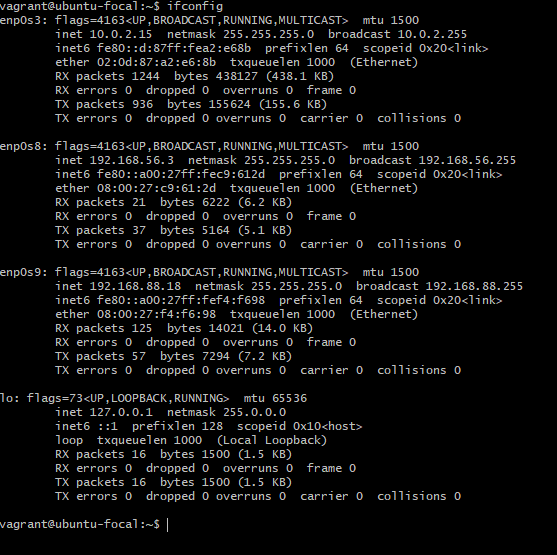 vagrant@ubuntu-focal:~$ ifconfig
enp0s3: flags=4163<UP,BROADCAST,RUNNING,MULTICAST>  mtu 1500
        inet 10.0.2.15  netmask 255.255.255.0  broadcast 10.0.2.255
        inet6 fe80::d:87ff:fea2:e68b  prefixlen 64  scopeid 0x20<link>
        ether 02:0d:87:a2:e6:8b  txqueuelen 1000  (Ethernet)
        RX packets 1244  bytes 438127 (438.1 KB)
        RX errors 0  dropped 0  overruns 0  frame 0
        TX packets 936  bytes 155624 (155.6 KB)
        TX errors 0  dropped 0 overruns 0  carrier 0  collisions 0

enp0s8: flags=4163<UP,BROADCAST,RUNNING,MULTICAST>  mtu 1500
        inet 192.168.56.3  netmask 255.255.255.0  broadcast 192.168.56.255
        inet6 fe80::a00:27ff:fec9:612d  prefixlen 64  scopeid 0x20<link>
        ether 08:00:27:c9:61:2d  txqueuelen 1000  (Ethernet)
        RX packets 21  bytes 6222 (6.2 KB)
        RX errors 0  dropped 0  overruns 0  frame 0
        TX packets 37  bytes 5164 (5.1 KB)
        TX errors 0  dropped 0 overruns 0  carrier 0  collisions 0

enp0s9: flags=4163<UP,BROADCAST,RUNNING,MULTICAST>  mtu 1500
        inet 192.168.88.18  netmask 255.255.255.0  broadcast 192.168.88.255
        inet6 fe80::a00:27ff:fef4:f698  prefixlen 64  scopeid 0x20<link>
        ether 08:00:27:f4:f6:98  txqueuelen 1000  (Ethernet)
        RX packets 125  bytes 14021 (14.0 KB)
        RX errors 0  dropped 0  overruns 0  frame 0
        TX packets 57  bytes 7294 (7.2 KB)
        TX errors 0  dropped 0 overruns 0  carrier 0  collisions 0

lo: flags=73<UP,LOOPBACK,RUNNING>  mtu 65536
        inet 127.0.0.1  netmask 255.0.0.0
        inet6 ::1  prefixlen 128  scopeid 0x10<host>
        loop  txqueuelen 1000  (Local Loopback)
        RX packets 16  bytes 1500 (1.5 KB)
        RX errors 0  dropped 0  overruns 0  frame 0
        TX packets 16  bytes 1500 (1.5 KB)
        TX errors 0  dropped 0 overruns 0  carrier 0  collisions 0

vagrant@ubuntu-focal:~$